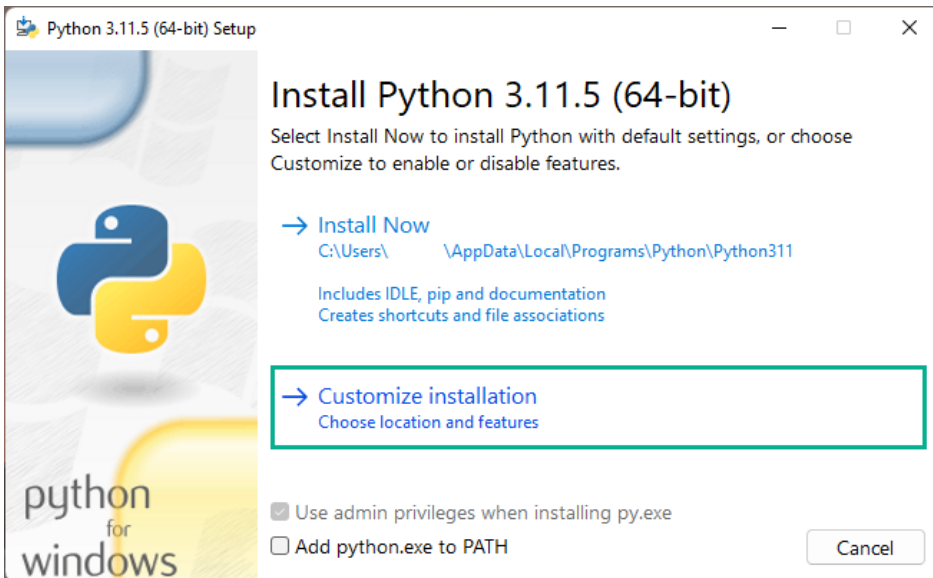 Python 3.11.5 (64-bit) Setup
Install Python 3.11.5 (64-bit)
Select Install Now to install Python with default settings, or choose
Customize to enable or disable features.
Install Now
C:\Users\ \AppData\Local\Programs\Python\Python311
Includes IDLE, pip and documentation
Creates shortcuts and file associations
Customize installation
Choose location and features
python
for
windows
Use admin privileges when installing py.exe
Add python.exe to PATH
Cancel